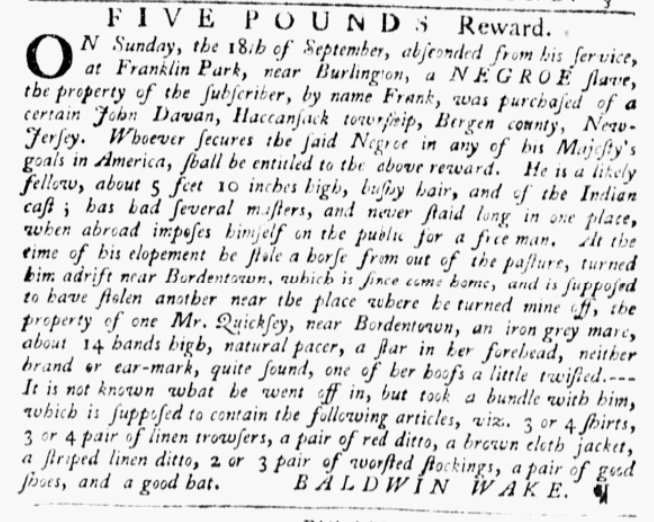 FIVE POUNDS Reward.
ON Sunday, the 18th of September, abſconded from his ſervice,
at Franklin Park, near Burlington, a NEGROE ſlave,
the property of the ſubſcriber, by name Frank, was purchaſed of a
certain John Davan, Haccanſack townſhip, Bergen county, New-
Jerſey. Whoever ſecures the ſaid Negroe in any of his Majeſty's
goals in America, ſhall be entitled to the above reward. He is a likely
fellow, about 5 feet 10 inches high, buſhy hair, and of the Indian
caſt; has had ſeveral maſters, and never ſtaid long in one place,
when abroad impoſes himſelf on the public for a free man. At the
time of his elopement he ſtole a horſe from out of the paſture, turned
him adrift near Bordentown, which is ſince come home, and is ſuppoſed
to have ſtolen another near the place where he turned mine off, the
property of one Mr. Quickſey, near Bordentown, an iron grey mare,
about 14 hands high, natural pacer, a ſtar in her forehead, neither
brand or ear-mark, quite ſound, one of her hoofs a little twiſted.---
It is not known what he went off in, but took a bundle with him,
which is ſuppoſed to contain the following articles, viz. 3 or 4 ſhirts,
3 or 4 pair of linen trowſers, a pair of red ditto, a brown cloth jacket,
a ſtriped linen ditto, 2 or 3 pair of worſted ſtockings, a pair of good
ſhoes, and a good hat. BALDWIN WAKE. ¶